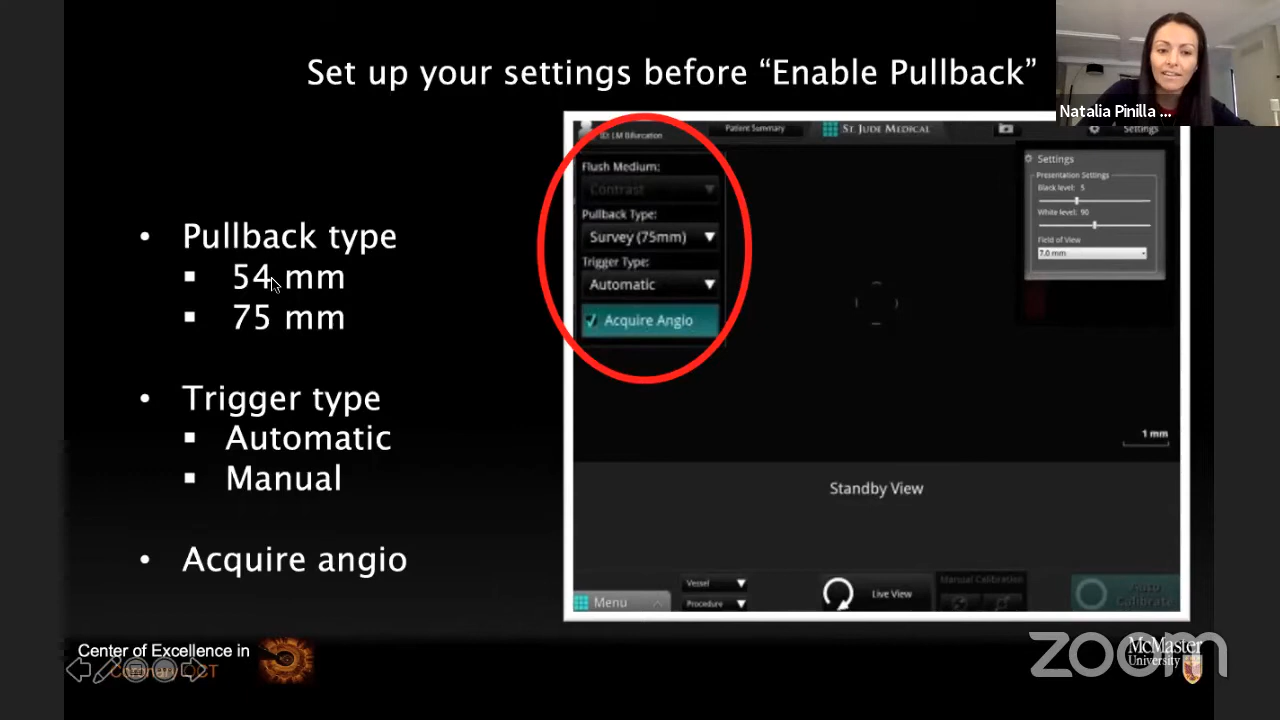 Set up your settings before “Enable Pullback”
Natalia Pinilla ...
• Pullback type
▪ 54 mm
▪ 75 mm
• Trigger type
▪ Automatic
▪ Manual
• Acquire angio
ID: LM Bifurcation
Patient Summary
ST. JUDE MEDICAL
Settings
Flush Medium:
Contrast
Pullback Type:
Survey (75mm)
Trigger Type:
Automatic
Acquire Angio
Settings
Presentation Settings
Black level: 5
White level: 90
Field of View
7.0 mm
1 mm
Standby View
Menu
Vessel
Procedure
Live View
Manual Calibration
Auto
Calibrate
Center of Excellence in
Coronary OCT
zoom
McMaster
University